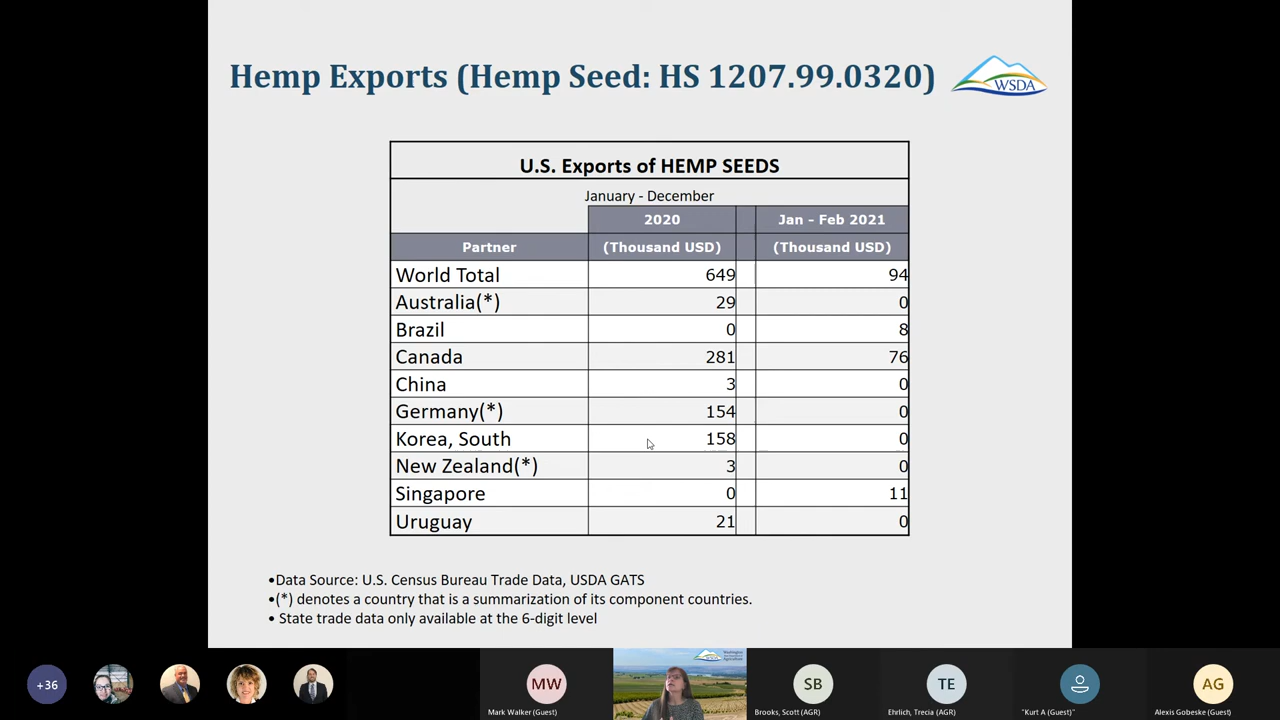 Hemp Exports (Hemp Seed: HS 1207.99.0320)
WSDA
U.S. Exports of HEMP SEEDS
January - December
2020 Jan - Feb 2021
Partner (Thousand USD) (Thousand USD)
World Total 649 94
Australia(*) 29 0
Brazil 0 8
Canada 281 76
China 3 0
Germany(*) 154 0
Korea, South 158 0
New Zealand(*) 3 0
Singapore 0 11
Uruguay 21 0
•Data Source: U.S. Census Bureau Trade Data, USDA GATS
•(*) denotes a country that is a summarization of its component countries.
• State trade data only available at the 6-digit level
+36
MW
SB
TE
AG
Mark Walker (Guest)
Brooks, Scott (AGR)
Ehrlich, Trecia (AGR)
"Kurt A (Guest)"
Alexis Gobeske (Guest)